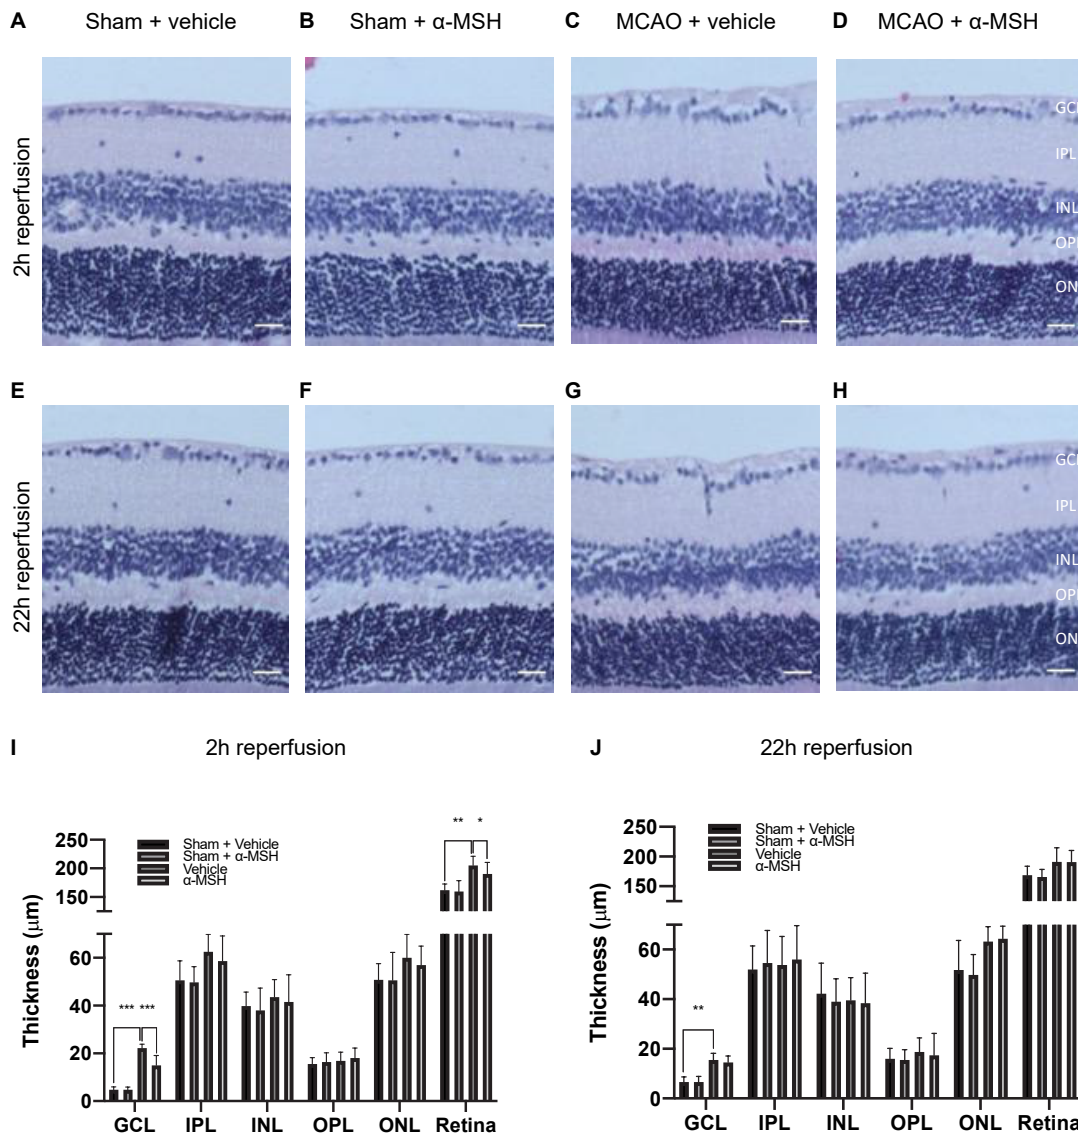 A Sham + vehicle B Sham + α-MSH C MCAO + vehicle D MCAO + α-MSH
2h reperfusion
GCl
IPL
INL
OPl
ON
E F G H
22h reperfusion
GCl
IPL
INL
OPl
ON
I 2h reperfusion
Thickness (μm)
250
200
150
60
40
20
0
Sham + Vehicle
Sham + α-MSH
Vehicle
α-MSH
*** ***
** *
GCL IPL INL OPL ONL Retina
J 22h reperfusion
Thickness (μm)
250
200
150
60
40
20
0
Sham + Vehicle
Sham + α-MSH
Vehicle
α-MSH
**
GCL IPL INL OPL ONL Retina